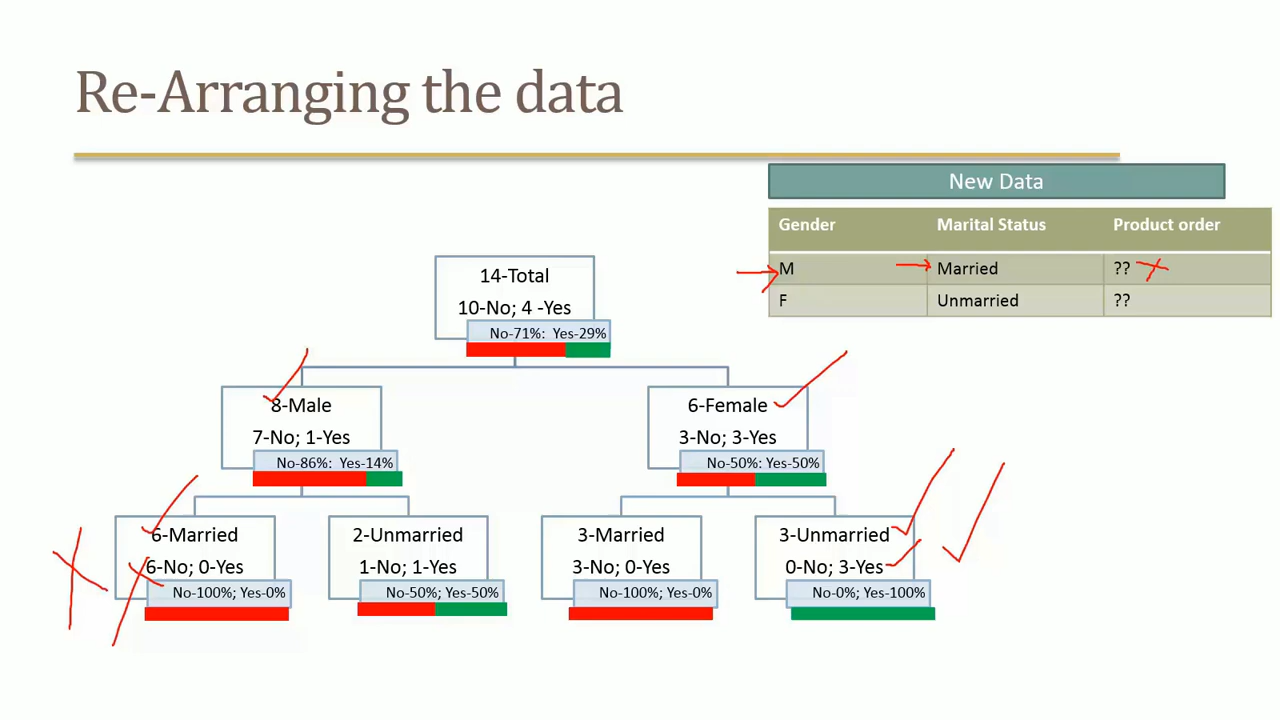 Re-Arranging the data
New Data
Gender Marital Status Product order
M Married ??
F Unmarried ??
14-Total
10-No; 4 -Yes
No-71%: Yes-29%
8-Male
7-No; 1-Yes
No-86%: Yes-14%
6-Female
3-No; 3-Yes
No-50%: Yes-50%
6-Married
6-No; 0-Yes
No-100%; Yes-0%
2-Unmarried
1-No; 1-Yes
No-50%; Yes-50%
3-Married
3-No; 0-Yes
No-100%; Yes-0%
3-Unmarried
0-No; 3-Yes
No-0%; Yes-100%